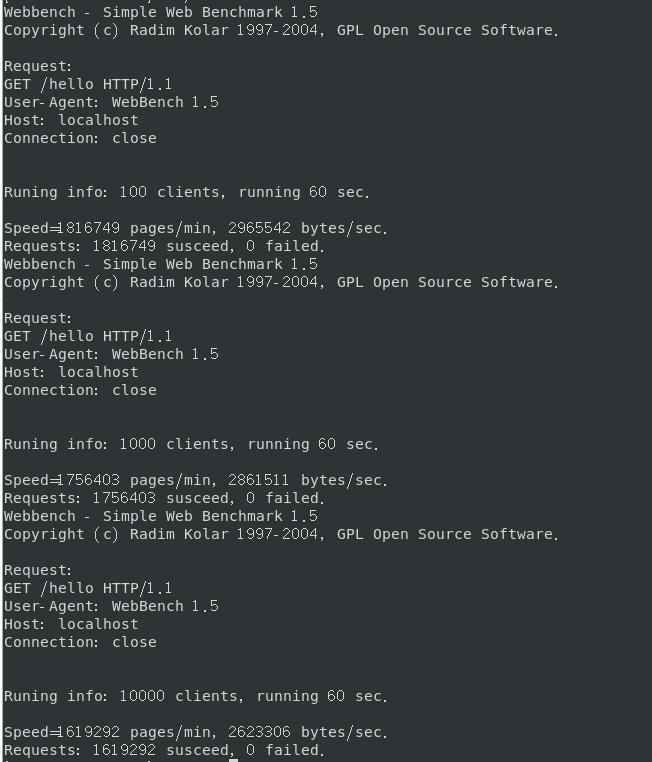 Webbench - Simple Web Benchmark 1.5
Copyright (c) Radim Kolar 1997-2004, GPL Open Source Software.
Request:
GET /hello HTTP/1.1
User-Agent: WebBench 1.5
Host: localhost
Connection: close
Runing info: 100 clients, running 60 sec.
Speed=1816749 pages/min, 2965542 bytes/sec.
Requests: 1816749 susceed, 0 failed.
Webbench - Simple Web Benchmark 1.5
Copyright (c) Radim Kolar 1997-2004, GPL Open Source Software.
Request:
GET /hello HTTP/1.1
User-Agent: WebBench 1.5
Host: localhost
Connection: close
Runing info: 1000 clients, running 60 sec.
Speed=1756403 pages/min, 2861511 bytes/sec.
Requests: 1756403 susceed, 0 failed.
Webbench - Simple Web Benchmark 1.5
Copyright (c) Radim Kolar 1997-2004, GPL Open Source Software.
Request:
GET /hello HTTP/1.1
User-Agent: WebBench 1.5
Host: localhost
Connection: close
Runing info: 10000 clients, running 60 sec.
Speed=1619292 pages/min, 2623306 bytes/sec.
Requests: 1619292 susceed, 0 failed.